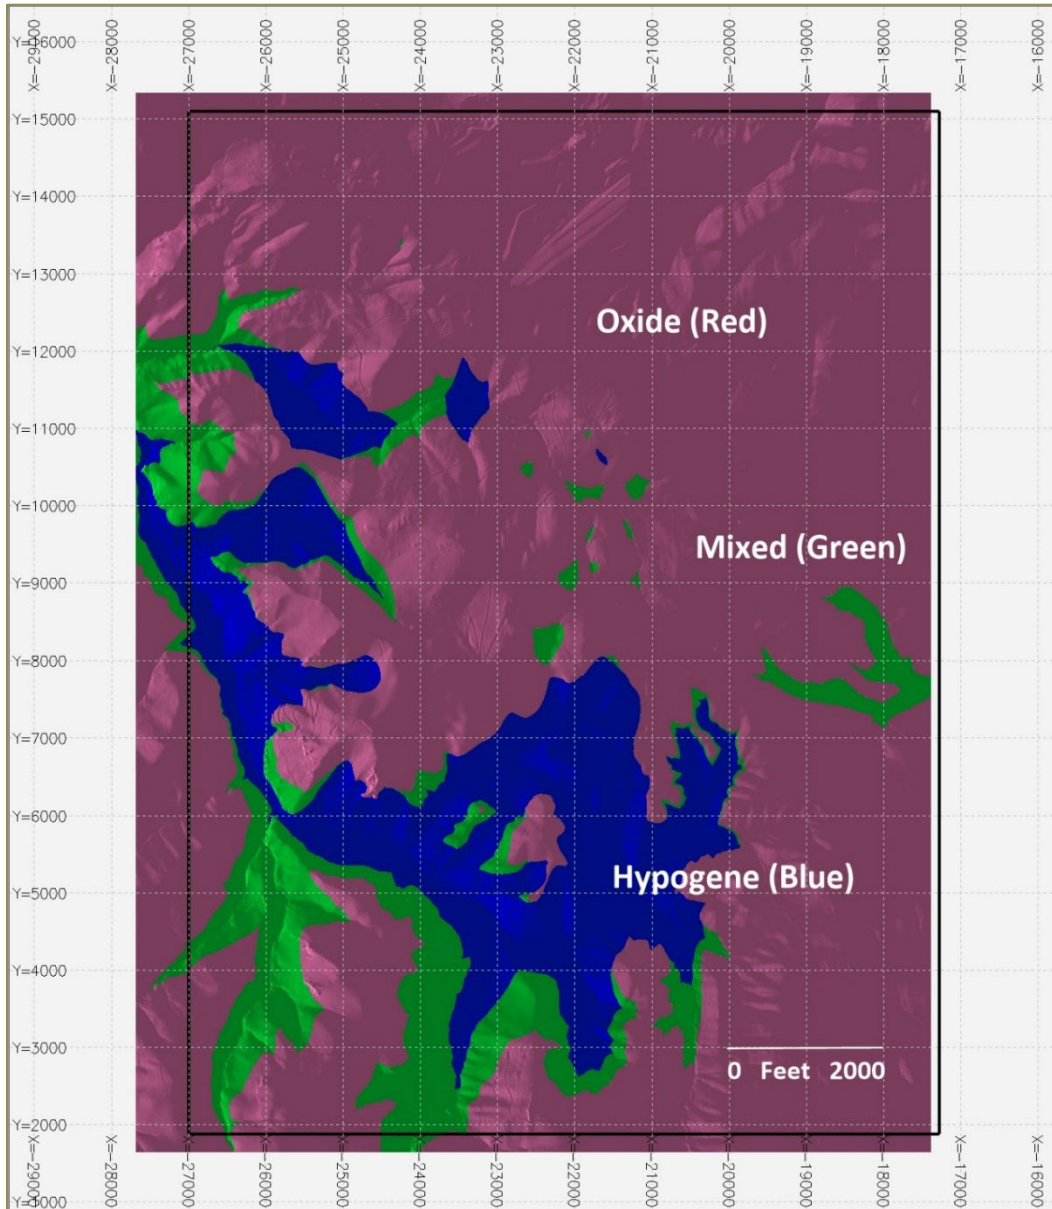 X=-29000
X=-28000
X=-27000
X=-26000
X=-25000
X=-24000
X=-23000
X=-22000
X=-21000
X=-20000
X=-19000
X=-18000
X=-17000
X=-16000
Y=16000
Y=15000
Y=14000
Y=13000
Oxide (Red)
Y=12000
Y=11000
Y=10000
Mixed (Green)
Y=9000
Y=8000
Y=7000
Y=6000
Hypogene (Blue)
Y=5000
Y=4000
Y=3000
0 Feet 2000
Y=2000
X=-29000
X=-28000
X=-27000
X=-26000
X=-25000
X=-24000
X=-23000
X=-22000
X=-21000
X=-20000
X=-19000
X=-18000
X=-17000
X=-16000
Y=1000